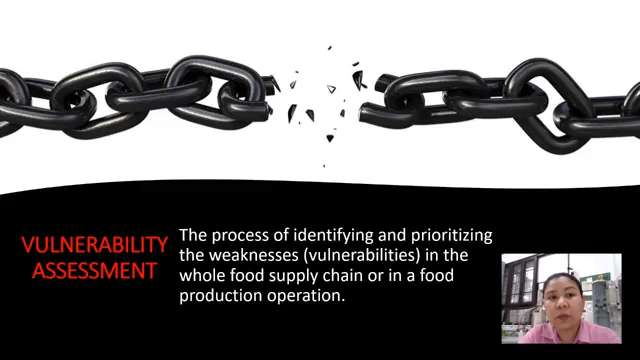 VULNERABILITY
ASSESSMENT
The process of identifying and prioritizing
the weaknesses (vulnerabilities) in the
whole food supply chain or in a food
production operation.